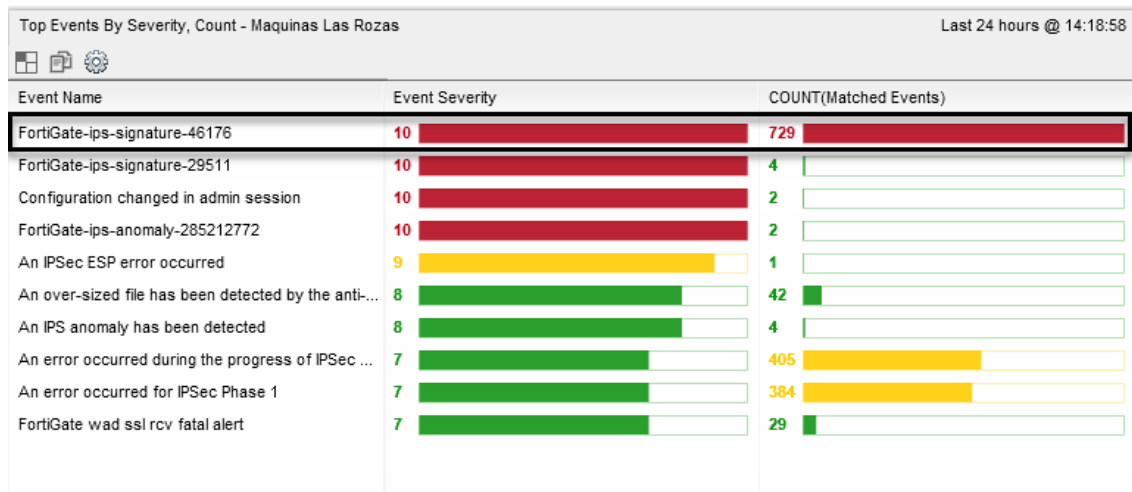 Top Events By Severity, Count - Maquinas Las Rozas Last 24 hours @ 14:18:58
Event Name Event Severity COUNT(Matched Events)
FortiGate-ips-signature-46176 10 729
FortiGate-ips-signature-29511 10 4
Configuration changed in admin session 10 2
FortiGate-ips-anomaly-285212772 10 2
An IPSec ESP error occurred 9 1
An over-sized file has been detected by the anti-... 8 42
An IPS anomaly has been detected 8 4
An error occurred during the progress of IPSec ... 7 405
An error occurred for IPSec Phase 1 7 384
FortiGate wad ssl rcv fatal alert 7 29